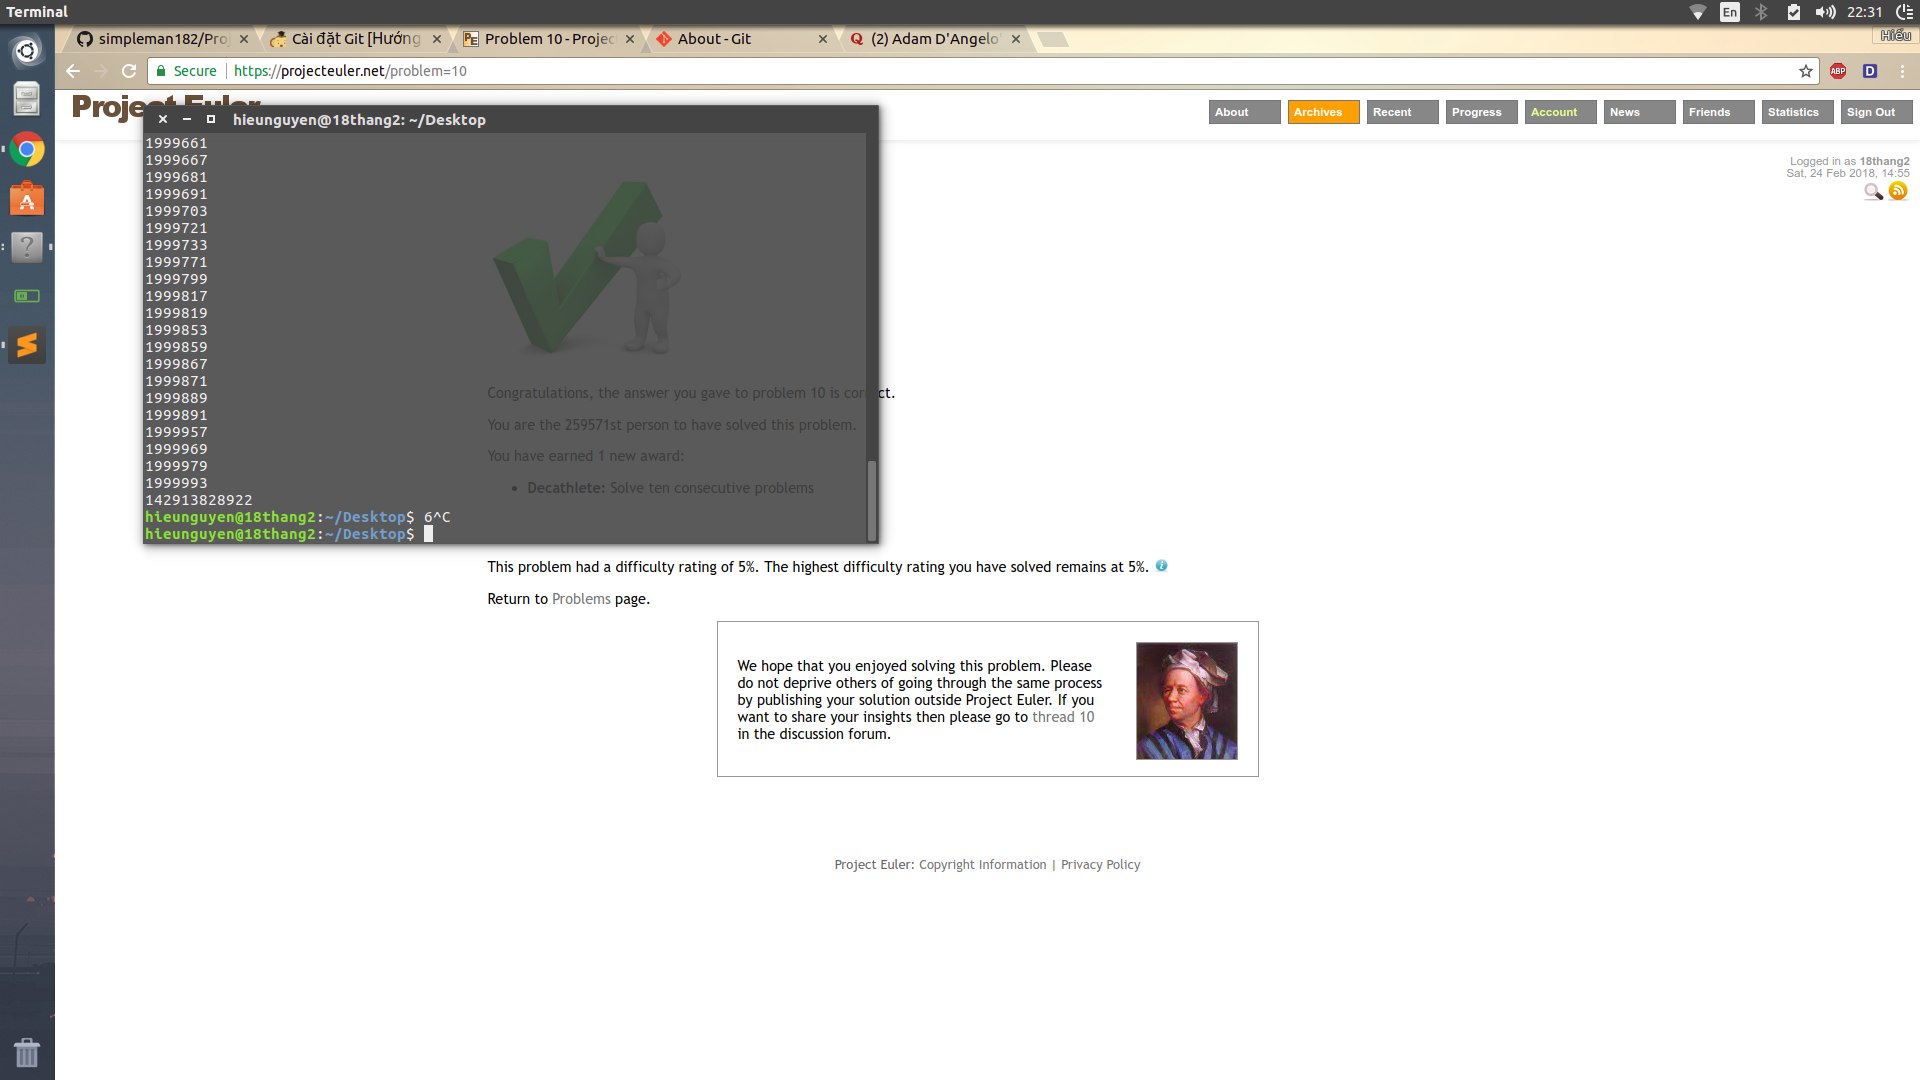 Terminal
En
22:31
simpleman182/Proj
Cài đặt Git [Hướng
Problem 10 - Project
About - Git
(2) Adam D'Angelo'
Hiếu
Secure
https://projecteuler.net/problem=10
ABP
D
Project Euler
About
Archives
Recent
Progress
Account
News
Friends
Statistics
Sign Out
Logged in as 18thang2
Sat, 24 Feb 2018, 14:55
hieunguyen@18thang2: ~/Desktop
1999661
1999667
1999681
1999691
1999703
1999721
1999733
1999771
1999799
1999817
1999819
1999853
1999859
1999867
1999871
1999889
1999891
1999957
1999969
1999979
1999993
142913828922
hieunguyen@18thang2:~/Desktop$ 6^C
hieunguyen@18thang2:~/Desktop$
Congratulations, the answer you gave to problem 10 is correct.
You are the 259571st person to have solved this problem.
You have earned 1 new award:
• Decathlete: Solve ten consecutive problems
This problem had a difficulty rating of 5%. The highest difficulty rating you have solved remains at 5%.
Return to Problems page.
We hope that you enjoyed solving this problem. Please
do not deprive others of going through the same process
by publishing your solution outside Project Euler. If you
want to share your insights then please go to thread 10
in the discussion forum.
Project Euler: Copyright Information | Privacy Policy